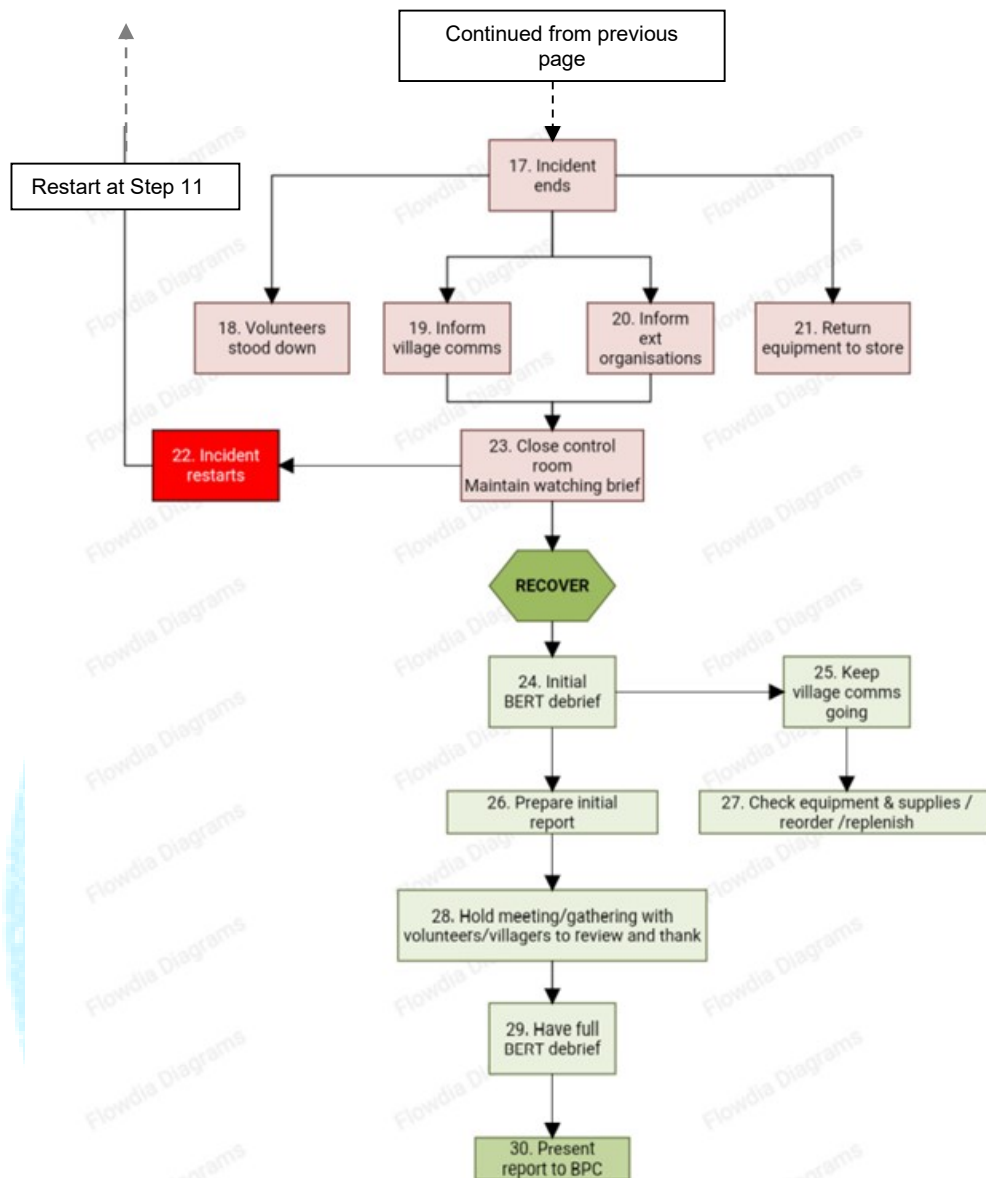 Continued from previous
page
17. Incident
ends
Restart at Step 11
18. Volunteers
stood down
19. Inform
village comms
20. Inform
ext
organisations
21. Return
equipment to store
22. Incident
restarts
23. Close control
room
Maintain watching brief
RECOVER
24. Initial
BERT debrief
25. Keep
village comms
going
26. Prepare initial
report
27. Check equipment & supplies /
reorder /replenish
28. Hold meeting/gathering with
volunteers/villagers to review and thank
29. Have full
BERT debrief
30. Present
report to BPC
Flowdia Diagrams